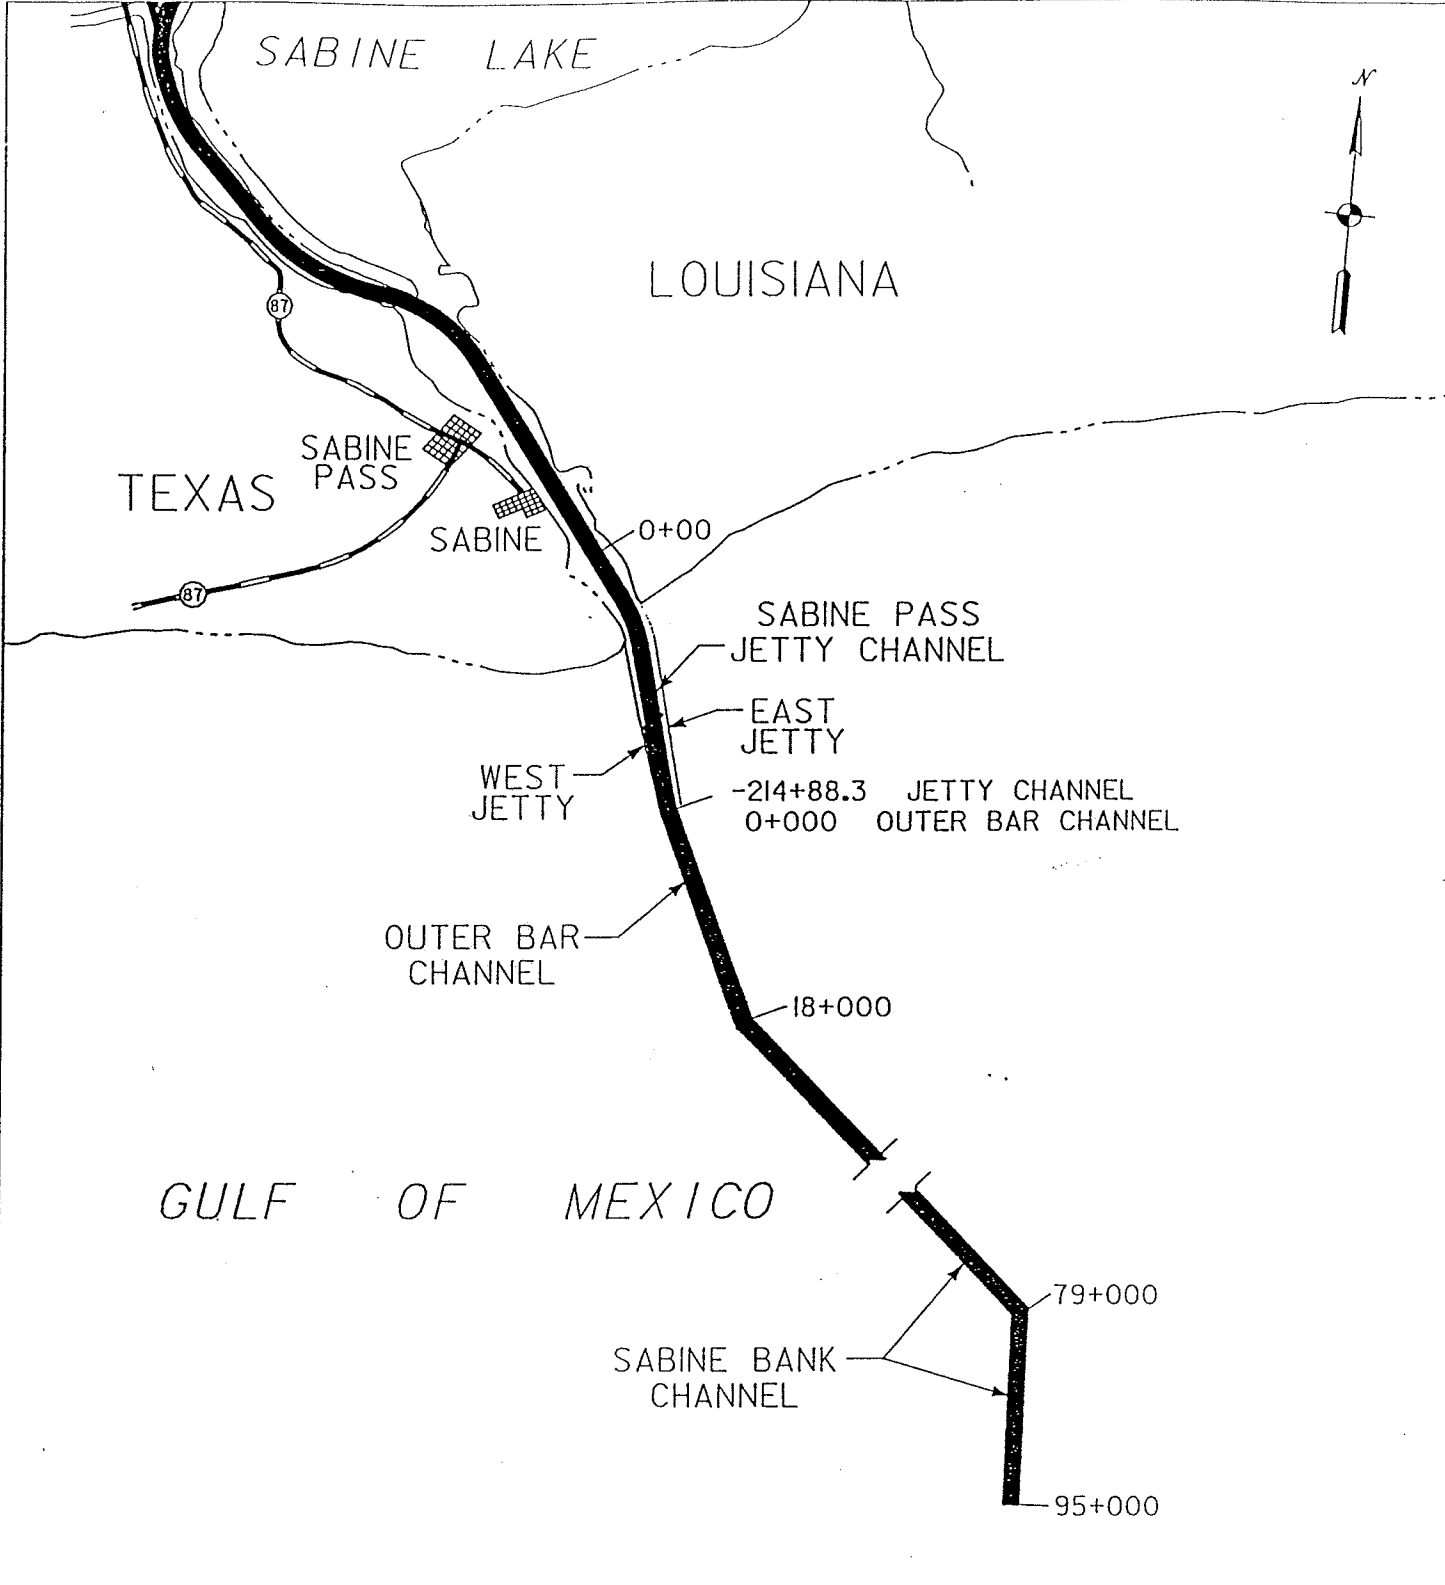 SABINE LAKE
N
LOUISIANA
87
SABINE
PASS
TEXAS
SABINE
0+00
87
SABINE PASS
JETTY CHANNEL
EAST
JETTY
WEST
JETTY
-214+88.3 JETTY CHANNEL
0+000 OUTER BAR CHANNEL
OUTER BAR
CHANNEL
18+000
GULF OF MEXICO
79+000
SABINE BANK
CHANNEL
95+000